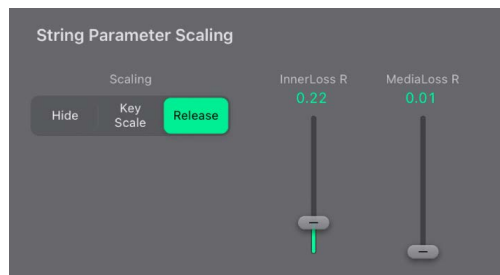 String Parameter Scaling
Scaling
InnerLoss R
MediaLoss R
0.22
0.01
Hide
Key
Scale
Release